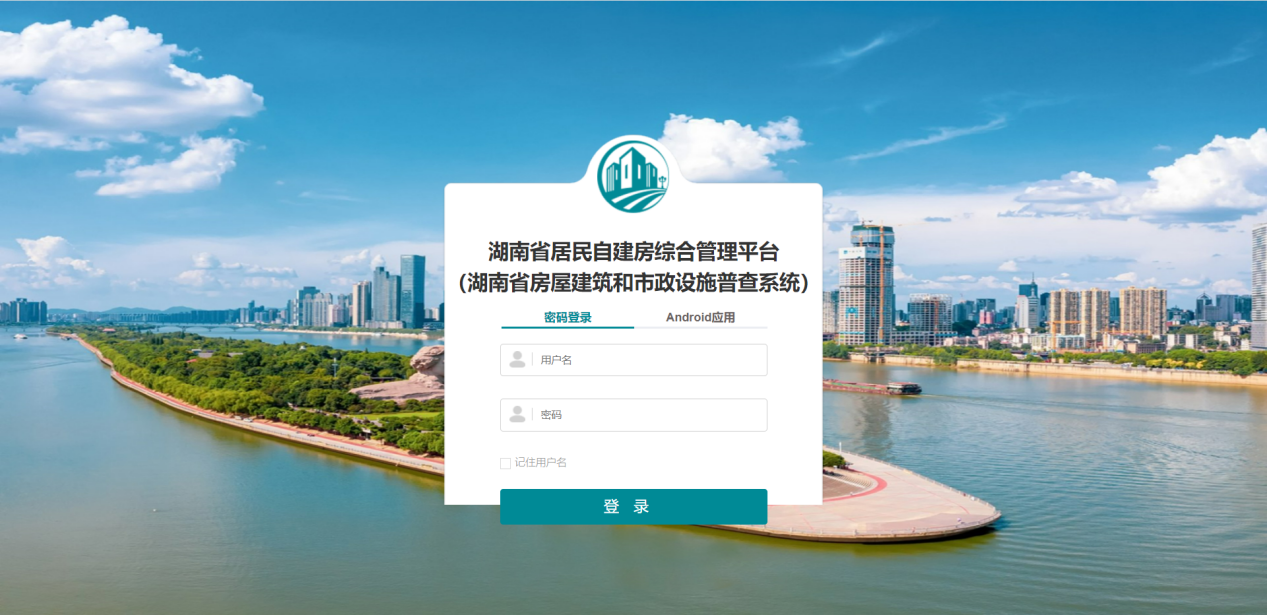 湖南省居民自建房综合管理平台
（湖南省房屋建筑和市政设施普查系统）
密码登录 Android应用
用户名
密码
记住用户名
登 录